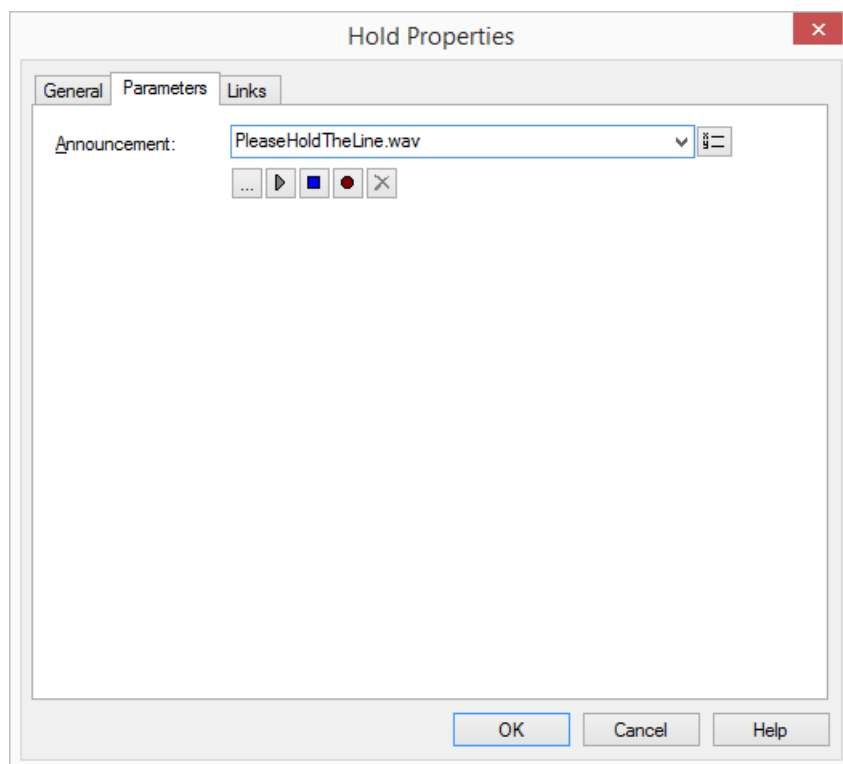 Hold Properties
General Parameters Links
Announcement: PleaseHoldTheLine.wav
...
OK Cancel Help